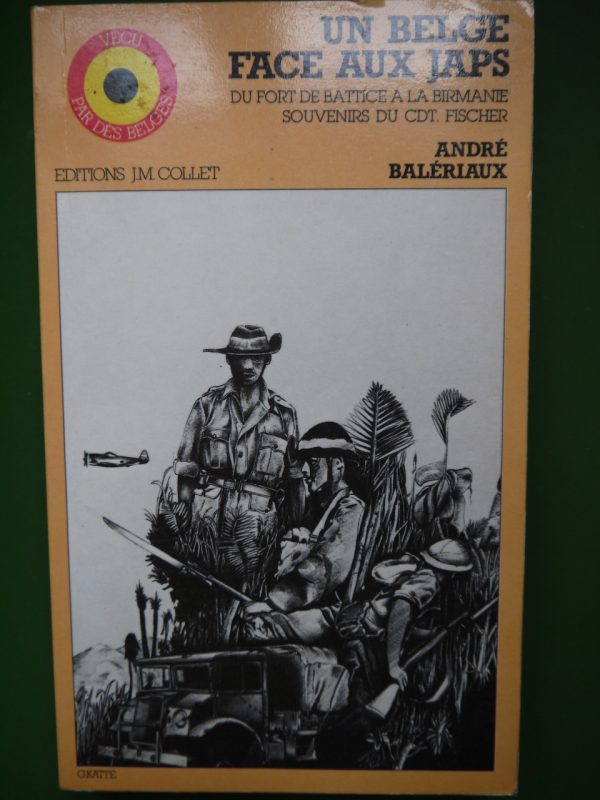 VECU
PAR DES BELGES
UN BELGE
FACE AUX JAPS
DU FORT DE BATTICE A LA BIRMANIE
SOUVENIRS DU CDT. FISCHER
ANDRÉ
BALÉRIAUX
EDITIONS J.M. COLLET
G.KATTE